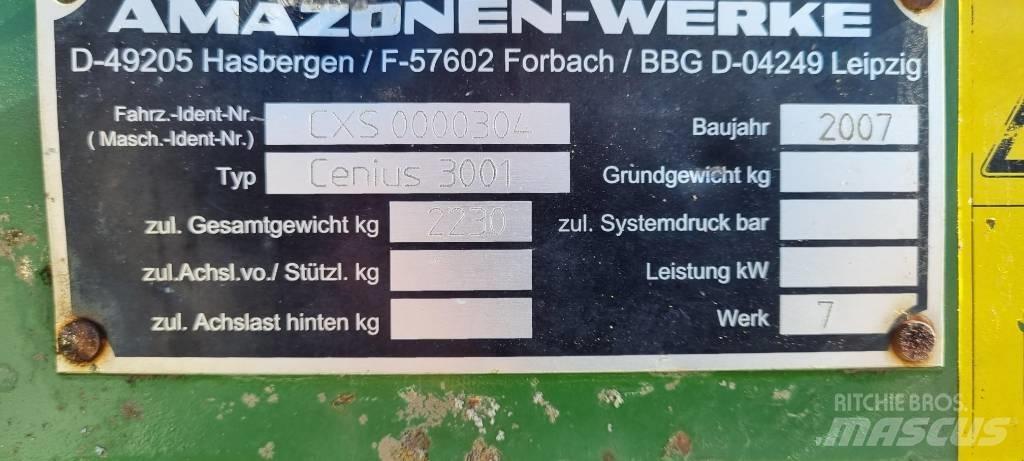 AMAZONEN-WERKE
D-49205 Hasbergen / F-57602 Forbach / BBG D-04249 Leipzig
Fahrz.-Ident-Nr.
( Masch.-Ident-Nr.) CXS 0000304
Baujahr 2007
Typ Cenius 3001
Grundgewicht kg
zul. Gesamtgewicht kg 2230
zul. Systemdruck bar
zul.Achsl.vo./ Stützl. kg
Leistung kW
zul. Achslast hinten kg
Werk 7
RITCHIE BROS.
MASCUS